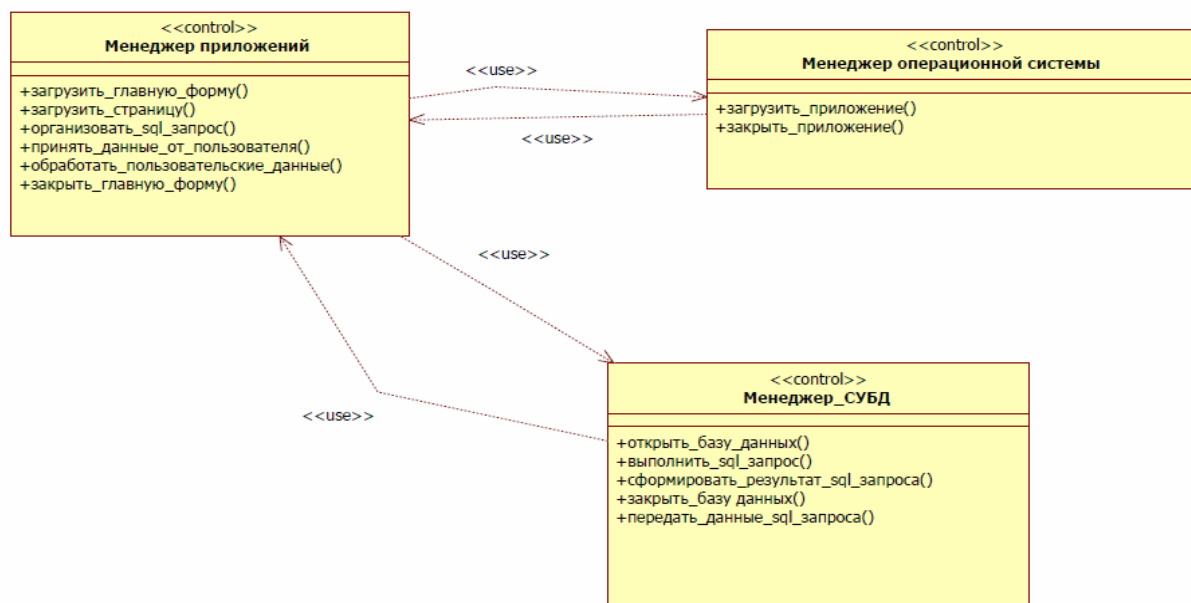 <<control>>
Менеджер приложений
+загрузить_главную_форму()
+загрузить_страницу()
+организовать_sql_запрос()
+принять_данные_от_пользователя()
+обработать_пользовательские_данные()
+закрыть_главную_форму()
<<use>>
<<use>>
<<control>>
Менеджер операционной системы
+загрузить_приложение()
+закрыть_приложение()
<<use>>
<<use>>
<<control>>
Менеджер_СУБД
+открыть_базу_данных()
+выполнить_sql_запрос()
+сформировать_результат_sql_запроса()
+закрыть_базу данных()
+передать_данные_sql_запроса()